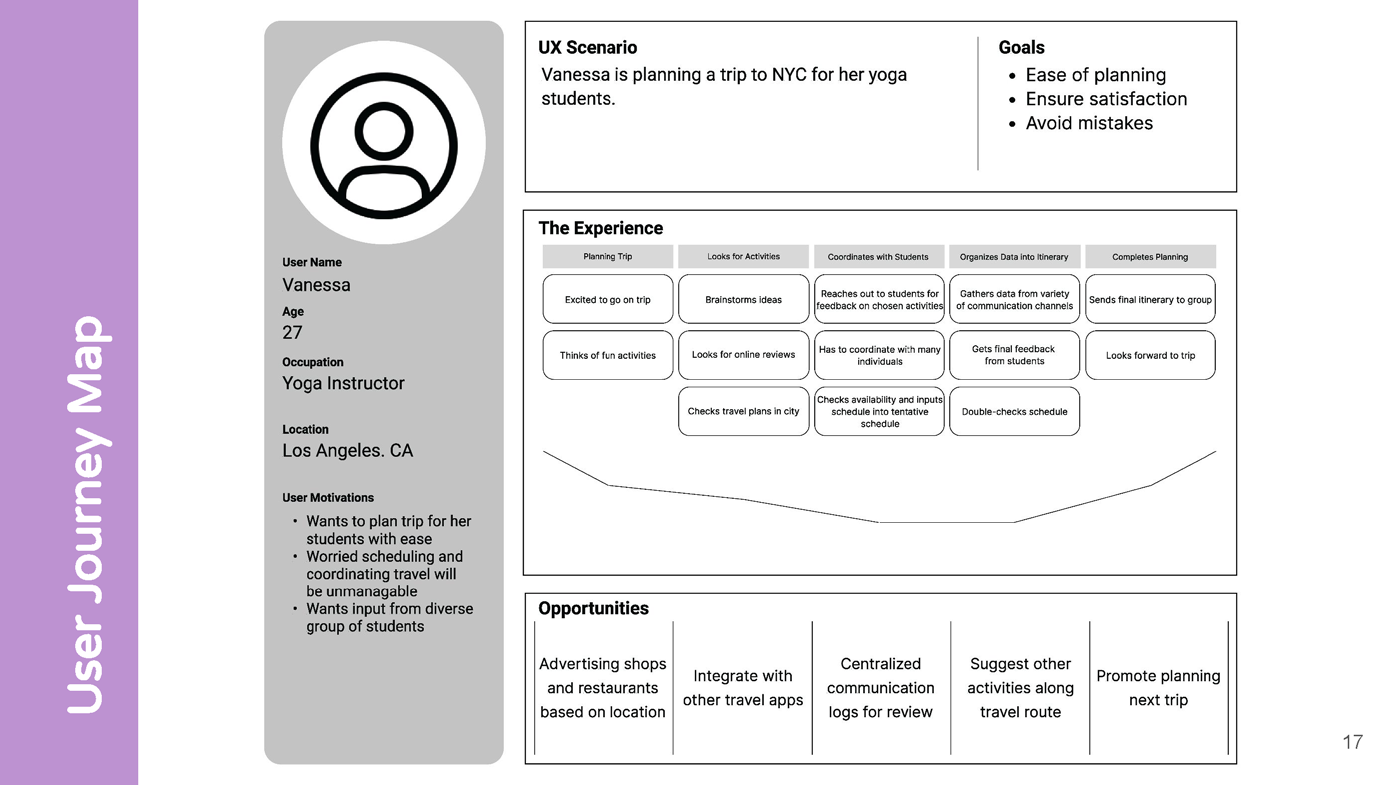 User Journey Map
User Name
Vanessa
Age
27
Occupation
Yoga Instructor
Location
Los Angeles. CA
User Motivations
• Wants to plan trip for her
students with ease
• Worried scheduling and
coordinating travel will
be unmanagable
• Wants input from diverse
group of students
UX Scenario
Vanessa is planning a trip to NYC for her yoga
students.
Goals
• Ease of planning
• Ensure satisfaction
• Avoid mistakes
The Experience
Planning Trip
Excited to go on trip
Thinks of fun activities
Looks for Activities
Brainstorms ideas
Looks for online reviews
Checks travel plans in city
Coordinates with Students
Reaches out to students for
feedback on chosen activities
Has to coordinate with many
individuals
Checks availability and inputs
schedule into tentative
schedule
Organizes Data into Itinerary
Gathers data from variety
of communication channels
Gets final feedback
from students
Double-checks schedule
Completes Planning
Sends final itinerary to group
Looks forward to trip
Opportunities
Advertising shops
and restaurants
based on location
Integrate with
other travel apps
Centralized
communication
logs for review
Suggest other
activities along
travel route
Promote planning
next trip
17